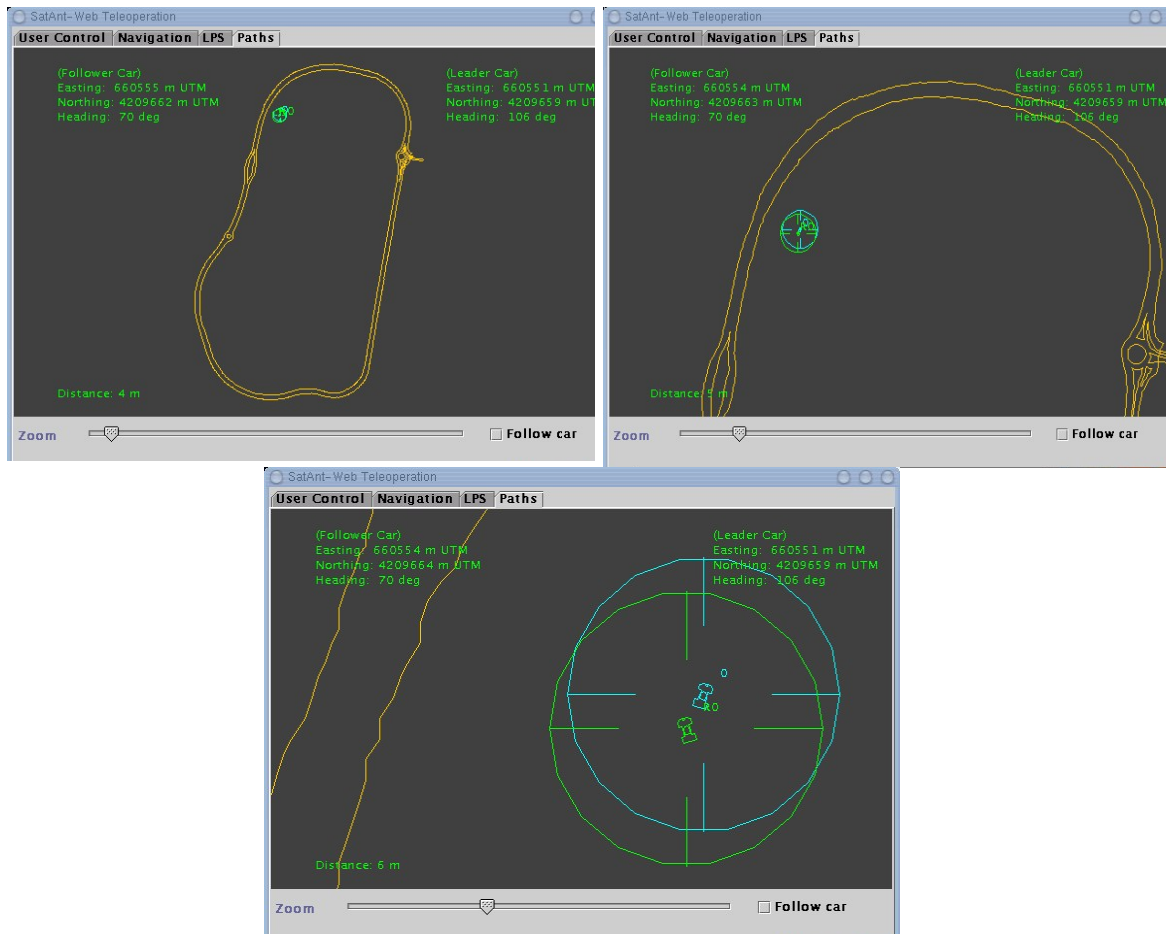 SatAnt-Web Teleoperation
User Control Navigation LPS Paths
(Follower Car)
Easting: 660555 m UTM
Northing: 4209662 m UTM
Heading: 70 deg
(Leader Car)
Easting: 660551 m UTM
Northing: 4209659 m UT
Heading: 106 deg
Distance: 4 m
Zoom
Follow car
SatAnt-Web Teleoperation
User Control Navigation LPS Paths
(Follower Car)
Easting: 660554 m UTM
Northing: 4209663 m UTM
Heading: 70 deg
(Leader Car)
Easting: 660551 m UTM
Northing: 4209659 m UTM
Heading: 106 deg
Distance: 5 m
Zoom
Follow car
SatAnt-Web Teleoperation
User Control Navigation LPS Paths
(Follower Car)
Easting: 660554 m UTM
Northing: 4209664 m UTM
Heading: 70 deg
(Leader Car)
Easting: 660551 m UTM
Northing: 4209659 m UTM
Heading: 106 deg
0
Distance: 6 m
Zoom
Follow car